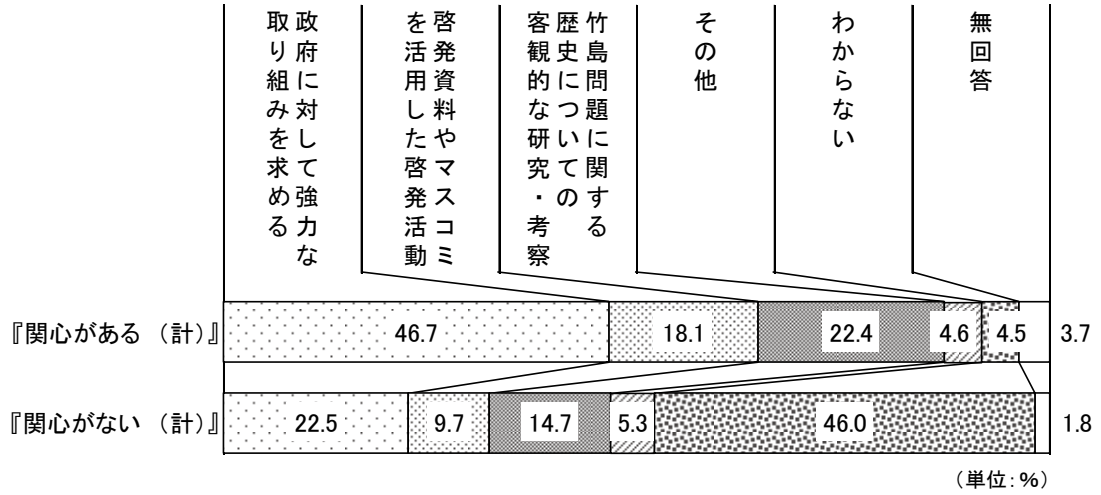 政府に対して強力な
取り組みを求める
啓発資料やマスコミ
を活用した啓発活動
竹島問題に関する
歴史についての
客観的な研究・考察
その他
わからない
無回答
『関心がある (計)』 46.7 18.1 22.4 4.6 4.5 3.7
『関心がない (計)』 22.5 9.7 14.7 5.3 46.0 1.8
(単位:%)